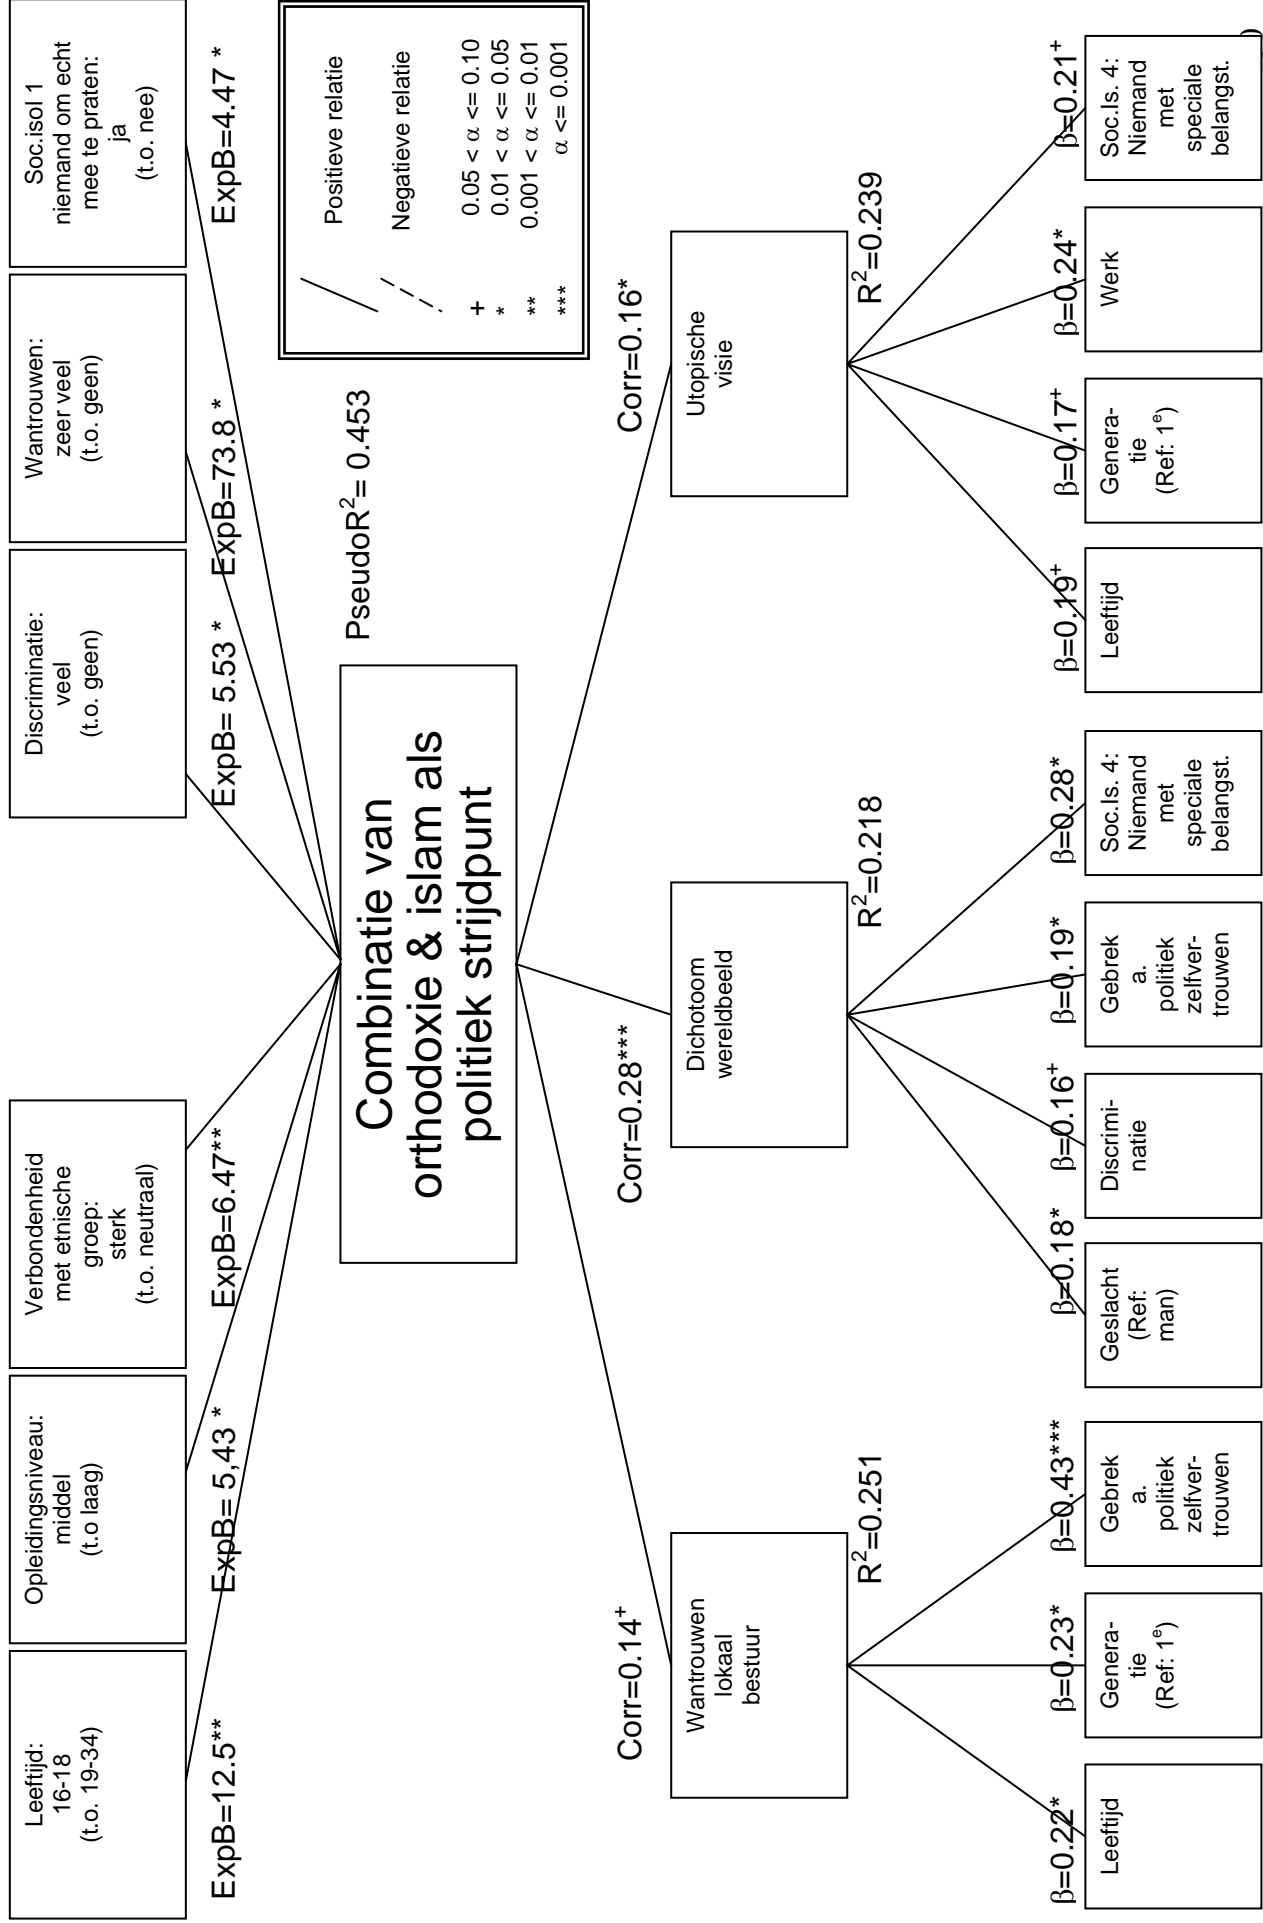 Leeftijd:
16-18
(t.o. 19-34)
Opleidingsniveau:
middel
(t.o laag)
Verbondenheid
met etnische
groep:
sterk
(t.o. neutraal)
Discriminatie:
veel
(t.o. geen)
Wantrouwen:
zeer veel
(t.o. geen)
Soc.isol 1
niemand om echt
mee te praten:
ja
(t.o. nee)
ExpB=12.5**
ExpB= 5,43 *
ExpB=6.47**
ExpB= 5.53 *
ExpB=73.8 *
ExpB=4.47 *
Combinatie van
orthodoxie & islam als
politiek strijdpunt
PseudoR²= 0.453
Positieve relatie
Negatieve relatie
+ 0.05 < α <= 0.10
* 0.01 < α <= 0.05
** 0.001 < α <= 0.01
*** α <= 0.001
Corr=0.14⁺
Corr=0.28***
Corr=0.16*
Wantrouwen
lokaal
bestuur
R²=0.251
Dichotoom
wereldbeeld
R²=0.218
Utopische
visie
R²=0.239
β=0.22*
β=0.23*
β=0.43***
β=0.18*
β=0.16⁺
β=0.19*
β=0.28*
β=0.19⁺
β=0.17⁺
β=0.24*
β=0.21⁺
Leeftijd
Genera-
tie
(Ref: 1ᵉ)
Gebrek
a.
politiek
zelfver-
trouwen
Geslacht
(Ref:
man)
Discrimi-
natie
Gebrek
a.
politiek
zelfver-
trouwen
Soc.Is. 4:
Niemand
met
speciale
belangst.
Leeftijd
Genera-
tie
(Ref: 1ᵉ)
Werk
Soc.Is. 4:
Niemand
met
speciale
belangst.